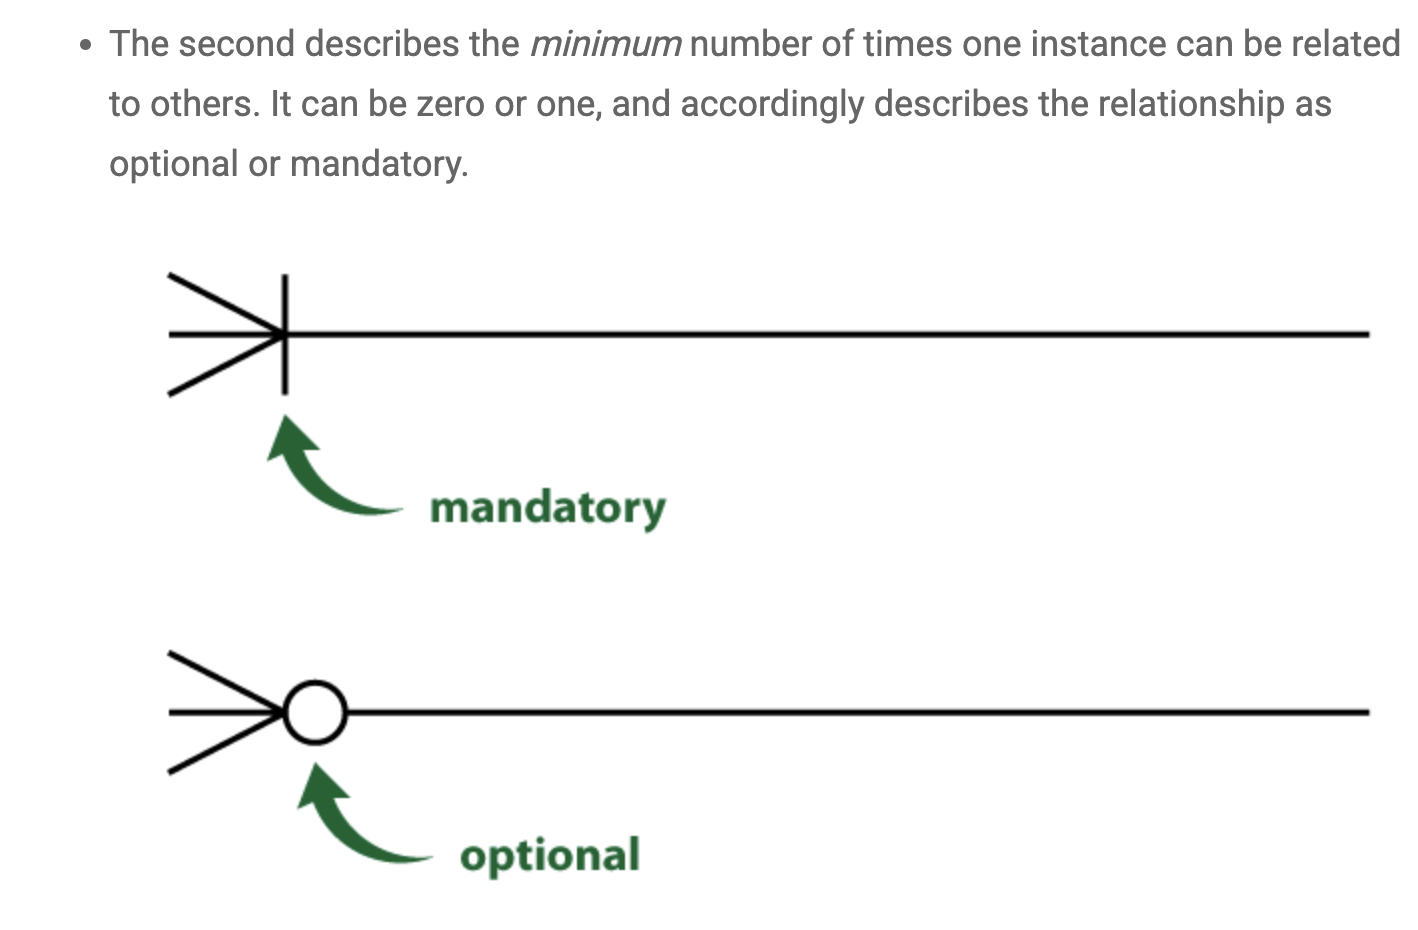 • The second describes the minimum number of times one instance can be related
to others. It can be zero or one, and accordingly describes the relationship as
optional or mandatory.
mandatory
optional